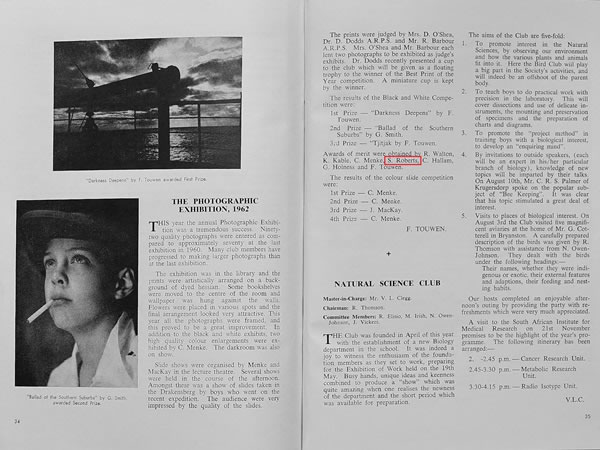 "Darkness Deepens" by F. Touwen awarded First Prize.
"Ballad of the Southern Suburbs" by G. Smith,
awarded Second Prize.
34
THE PHOTOGRAPHIC
EXHIBITION, 1962
THIS year the annual Photographic Exhibi-
tion was a tremendous success. Ninety-
two quality photographs were entered as com-
pared to approximately seventy at the last
exhibition in 1960. Many club members have
progressed to making larger photographs than
at the last exhibition.
The exhibition was in the library and the
prints were artistically arranged on a back-
ground of dyed hessian. Some bookshelves
were moved to the centre of the room and
wallpaper was hung against the walls.
Flowers were placed in various spots and the
final arrangement looked very attractive. This
year all the photographs were framed, and
this proved to be a great improvement. In
addition to the black and white exhibits, two
high quality colour enlargements were ex-
hibited by C. Menke. The darkroom was also
on show.
Slide shows were organised by Menke and
MacKay in the lecture theatre. Several shows
were held in the course of the afternoon.
Amongst these was a show of slides taken in
the Drakensberg by boys who went on the
recent expedition. The audience were very
impressed by the quality of the slides.
The prints were judged by Mrs. D. O'Shea,
Dr. D. Dodds A.R.P.S. and Mr. R. Barbour
A.R.P.S. Mrs. O'Shea and Mr. Barbour each
lent two photographs to be exhibited as judge's
exhibits. Dr. Dodds recently presented a cup
to the club which will be given as a floating
trophy to the winner of the Best Print of the
Year competition. A miniature cup is kept
by the winner.
The results of the Black and White Compe-
tition were:
1st Prize — "Darkness Deepens" by F.
Touwen.
2nd Prize — "Ballad of the Southern
Suburbs" by G. Smith.
3rd Prize — "Tjitjak by F. Touwen.
Awards of merit were obtained by R. Walton,
K. Kable, C. Menke, S. Roberts, C. Hallam,
G. Hoiness and F. Touwen.
The results of the colour slide competition
were:
1st Prize — C. Menke.
2nd Prize — C. Menke.
3rd Prize — J. MacKay.
4th Prize — C. Menke.
F. TOUWEN.
+
NATURAL SCIENCE CLUB
Master-in-Charge: Mr. V. L. Clegg.
Chairman: R. Thomson.
Committee Members: R. Elisio, M. Irish, N. Owen-
Johnson, J. Vickers.
THE Club was founded in April of this year
with the establishment of a new Biology
department in the school. It was indeed a
joy to witness the enthusiasm of the founda-
tion members as they set to work, preparing
for the Exhibition of Work held on the 19th
May. Busy hands, unique ideas and keenness
combined to produce a "show" which was
quite amazing when one realises the newness
of the department and the short period which
was available for preparation.
The aims of the Club are five-fold:
1. To promote interest in the Natural
Sciences, by observing our environment
and how the various plants and animals
fit into it. Here the Bird Club will play
a big part in the Society's activities, and
will indeed be an offshoot of the parent
body.
2. To teach boys to do practical work with
precision in the laboratory. This will
cover dissections and use of delicate in-
struments, the mounting and preservation
of specimens and the preparation of
charts and diagrams.
3. To promote the "project method" in
training boys with a biological interest,
to develop an "enquiring mind".
4. By invitations to outside speakers, (each
will be an expert in his/her particular
branch of biology), knowledge of new
topics will be imparted by their talks.
On August 10th, Mr. C. R. S. Palmer of
Krugersdorp spoke on the popular sub-
ject of "Bee Keeping". It was clear
that his topic stimulated a great deal of
interest.
5. Visits to places of biological interest. On
August 3rd the Club visited five magnifi-
cent aviaries at the home of Mr. G. Cot-
terell in Bryanston. A carefully prepared
description of the birds was given by R.
Thomson with assistance from N. Owen-
Johnson. They dealt with the birds
under the following headings:—
Their names, whether they were indi-
genous or exotic, their external features
and adaptions, their feeding and nest-
ing habits.
Our hosts completed an enjoyable after-
noon's outing by providing the party with re-
freshments which were very much appreciated.
A visit to the South African Institute for
Medical Research on 21st November
promises to be the highlight of the year's pro-
gramme. The following itinerary has been
arranged:—
2 -2.45 p.m. — Cancer Research Unit.
2.45-3.30 p.m. — Metabolic Research
Unit.
3.30-4.15 p.m. — Radio Isotype Unit.
V.L.C.
35